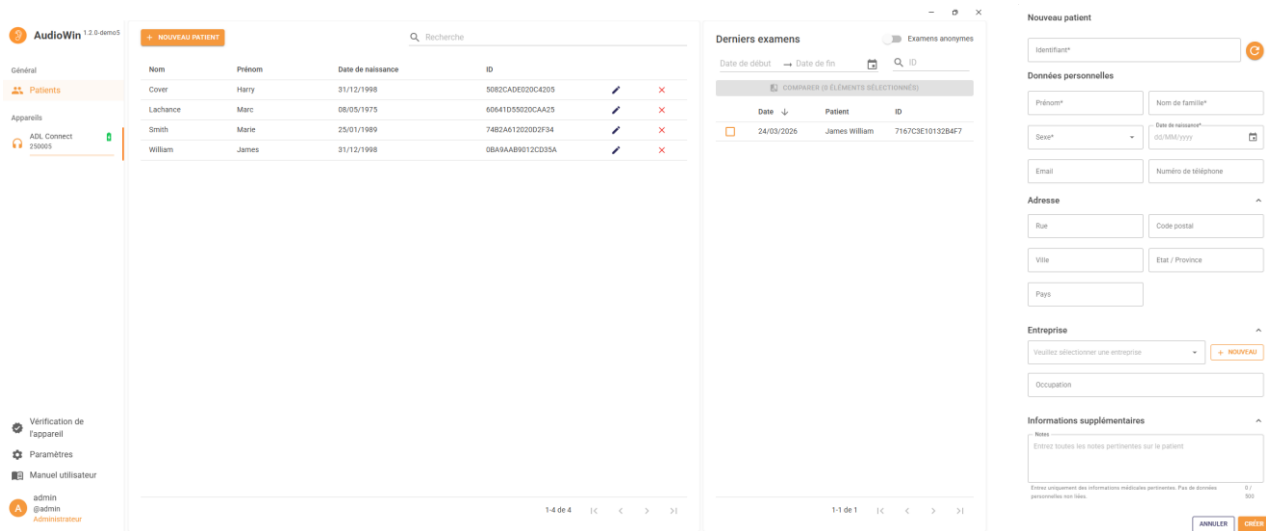 AudioWin 1.2.0-demo5
Général
Patients
Appareils
ADL Connect
250005
Vérification de
l'appareil
Paramètres
Manuel utilisateur
A
admin
@admin
Administrateur
+ NOUVEAU PATIENT
Recherche
Nom Prénom Date de naissance ID
Cover Harry 31/12/1998 5082CADE020C4205
Lachance Marc 08/05/1975 60641D55020CAA25
Smith Marie 25/01/1989 74B2A612020D2F34
William James 31/12/1998 0BA9AAB9012CD35A
1-4 de 4
Derniers examens
Examens anonymes
Date de début → Date de fin
ID
COMPARER (0 ÉLÉMENTS SÉLECTIONNÉS)
Date ↓ Patient ID
24/03/2026 James William 7167C3E10132B4F7
1-1 de 1
Nouveau patient
Identifiant*
Données personnelles
Prénom* Nom de famille*
Date de naissance*
Sexe* dd/MM/yyyy
Email Numéro de téléphone
Adresse
Rue Code postal
Ville Etat / Province
Pays
Entreprise
Veuillez sélectionner une entreprise + NOUVEAU
Occupation
Informations supplémentaires
Notes
Entrez toutes les notes pertinentes sur le patient
Entrez uniquement des informations médicales pertinentes. Pas de données 0 /
personnelles non liées. 500
ANNULER CRÉER